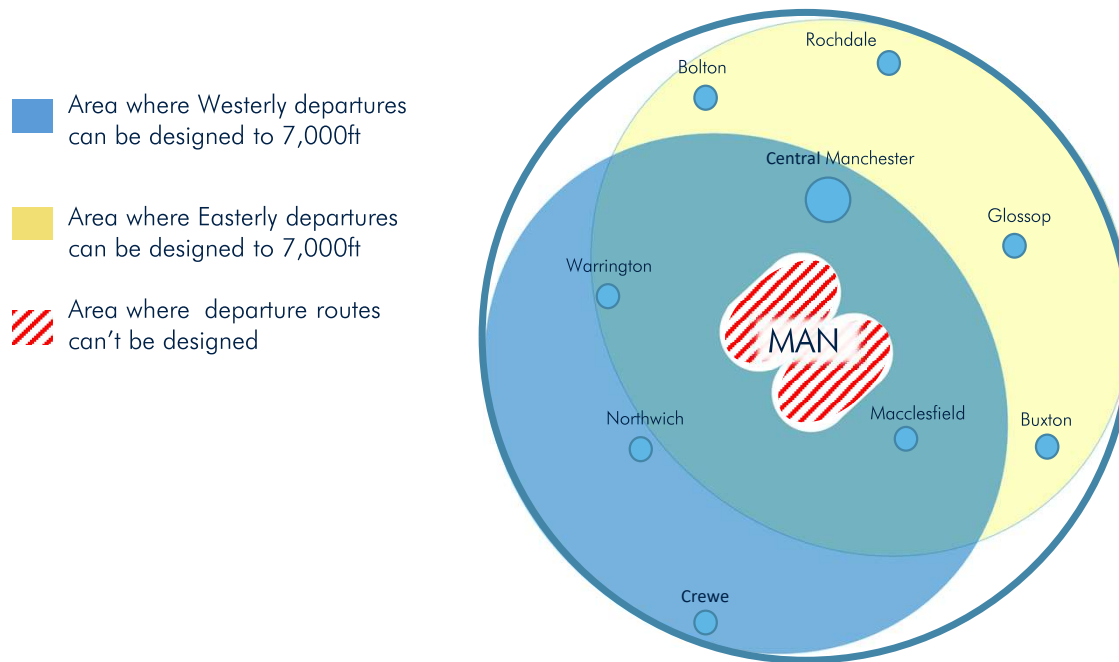 Area where Westerly departures
can be designed to 7,000ft
Area where Easterly departures
can be designed to 7,000ft
Area where departure routes
can't be designed
Rochdale
Bolton
Central Manchester
Glossop
Warrington
MAN
Northwich
Macclesfield
Buxton
Crewe